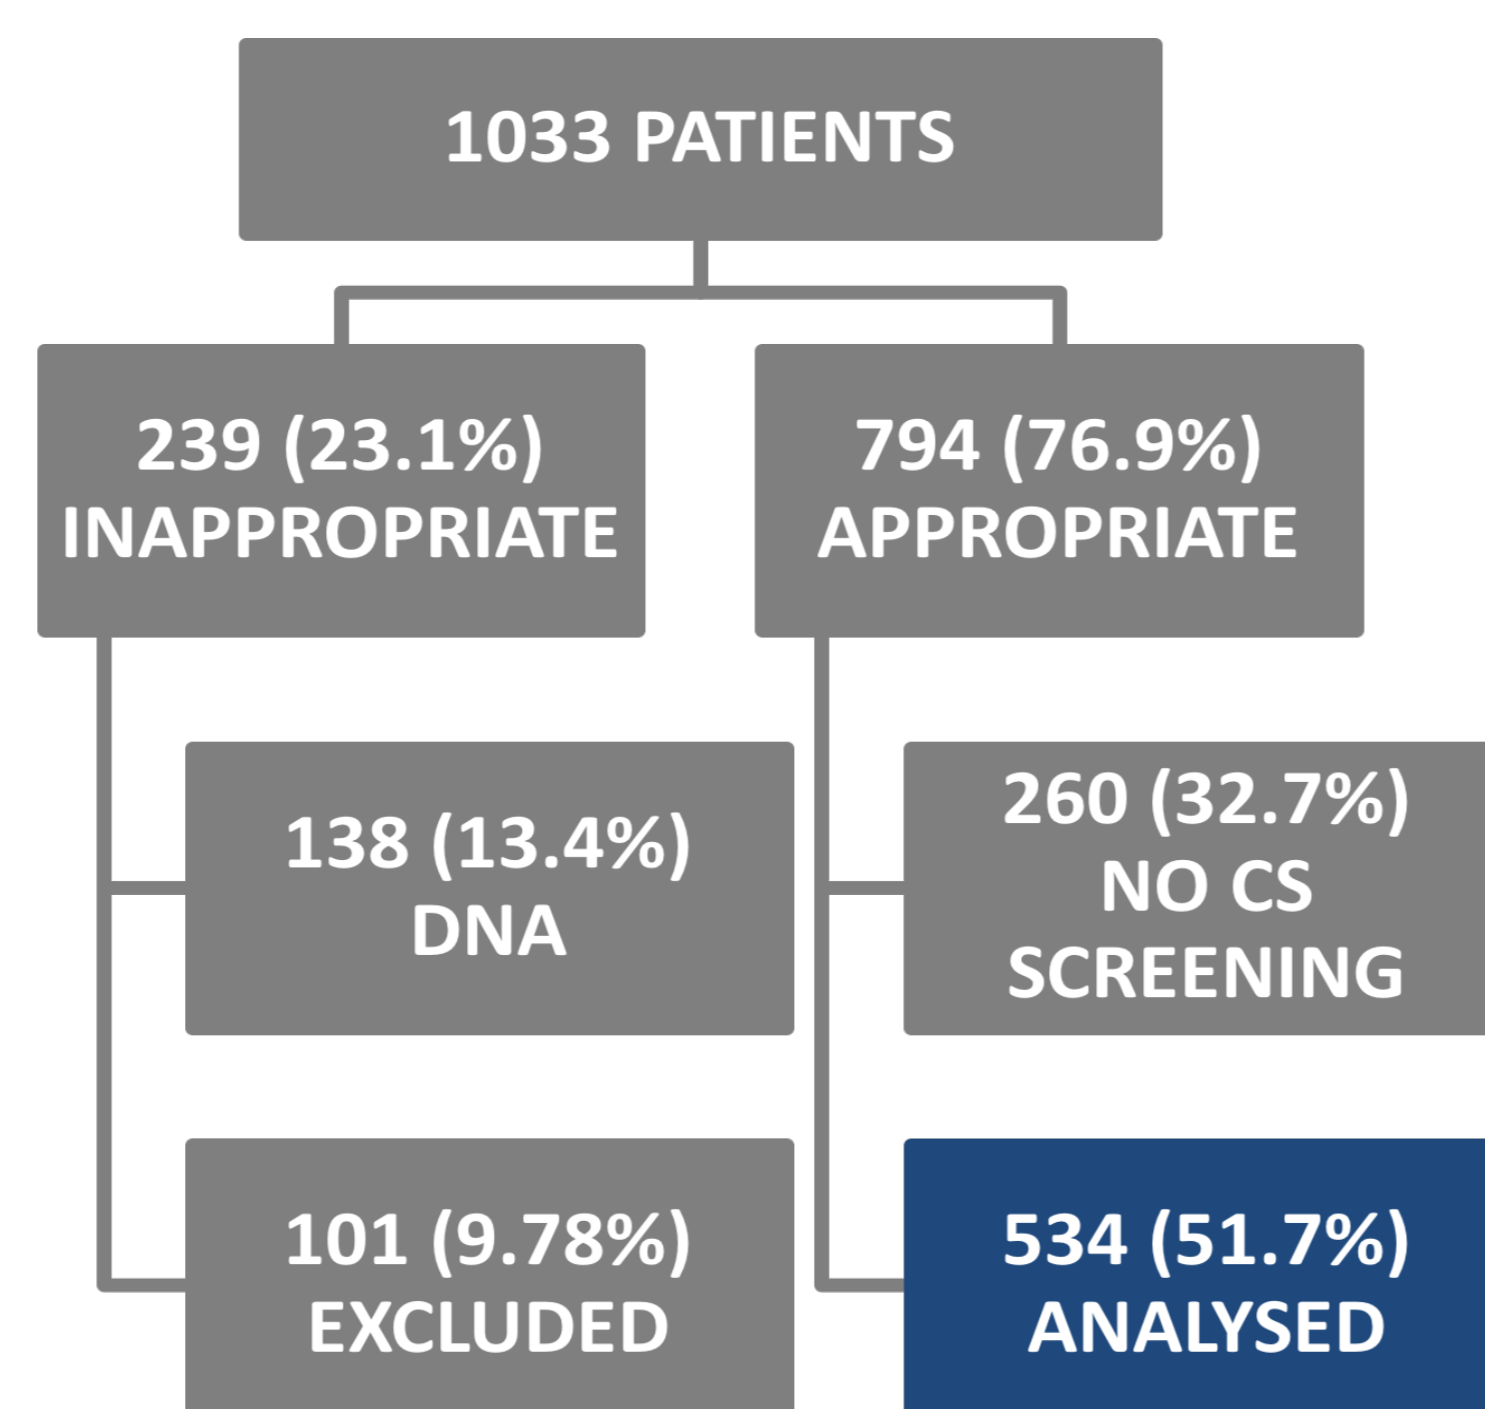 1033 PATIENTS
239 (23.1%)
INAPPROPRIATE
794 (76.9%)
APPROPRIATE
138 (13.4%)
DNA
260 (32.7%)
NO CS
SCREENING
101 (9.78%)
EXCLUDED
534 (51.7%)
ANALYSED